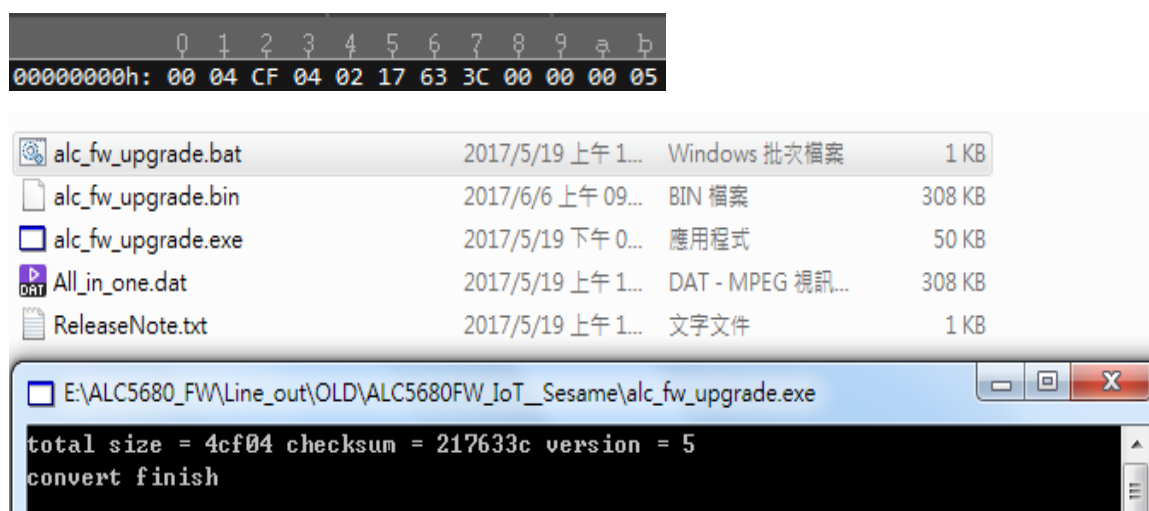 0 1 2 3 4 5 6 7 8 9 a b
00000000h: 00 04 CF 04 02 17 63 3C 00 00 00 05
alc_fw_upgrade.bat 2017/5/19 上午 1... Windows 批次檔案 1 KB
alc_fw_upgrade.bin 2017/6/6 上午 09... BIN 檔案 308 KB
alc_fw_upgrade.exe 2017/5/19 下午 0... 應用程式 50 KB
DAT All_in_one.dat 2017/5/19 上午 1... DAT - MPEG 視訊... 308 KB
ReleaseNote.txt 2017/5/19 上午 1... 文字文件 1 KB
E:\ALC5680_FW\Line_out\OLD\ALC5680FW_IoT__Sesame\alc_fw_upgrade.exe
total size = 4cf04 checksum = 217633c version = 5
convert finish